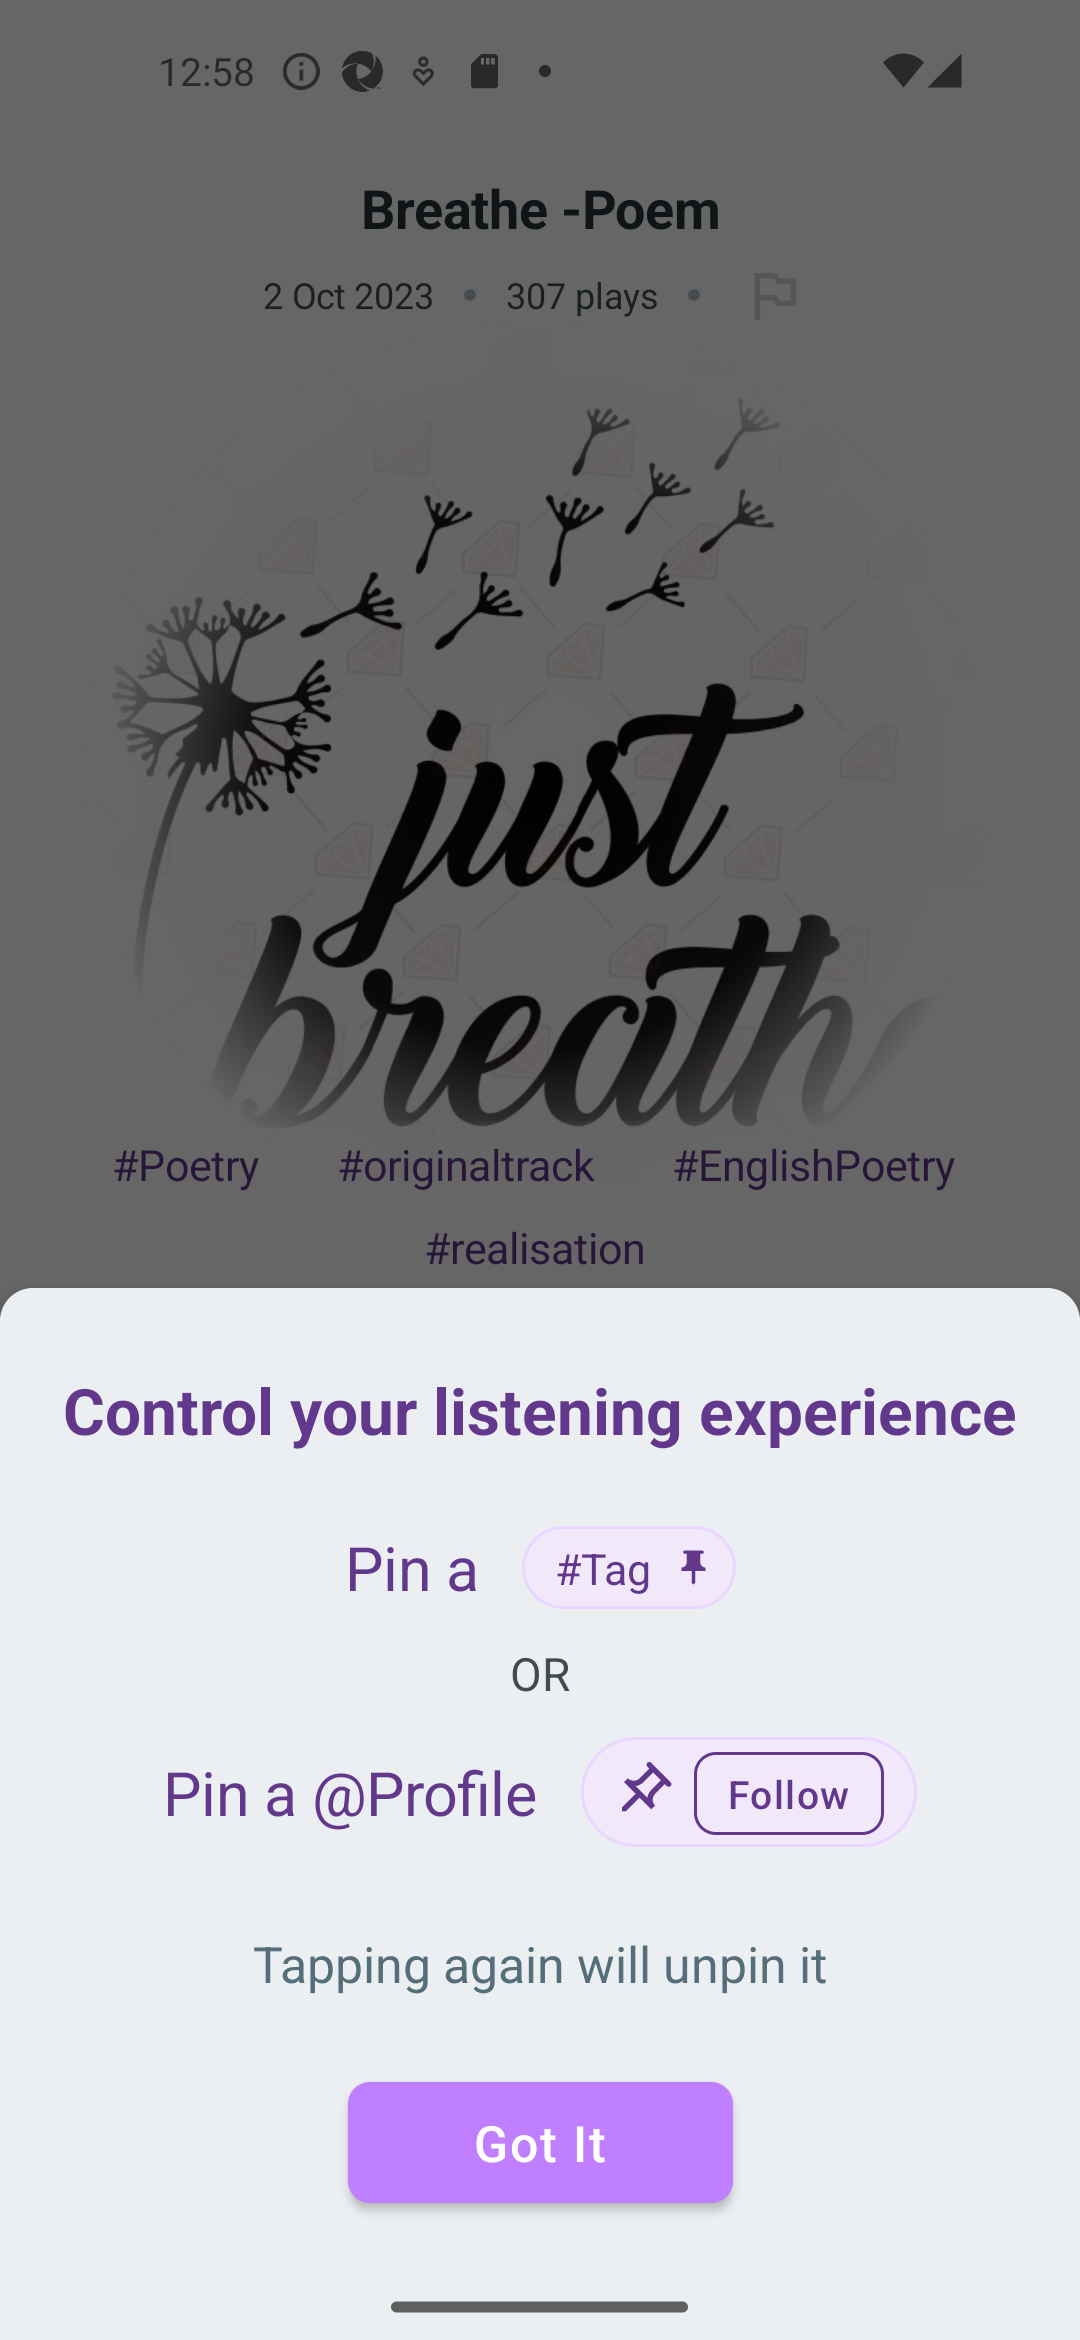 12:58
Breathe -Poem
2 Oct 2023 • 307 plays •
just
breath
#Poetry #originaltrack #EnglishPoetry
#realisation
Control your listening experience
Pin a #Tag
OR
Pin a @Profile Follow
Tapping again will unpin it
Got It